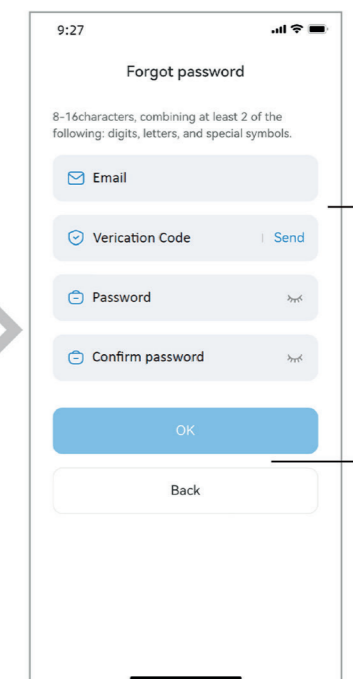 9:27
Forgot password
8-16characters, combining at least 2 of the
following: digits, letters, and special symbols.
Email
Verication Code Send
Password
Confirm password
OK
Back